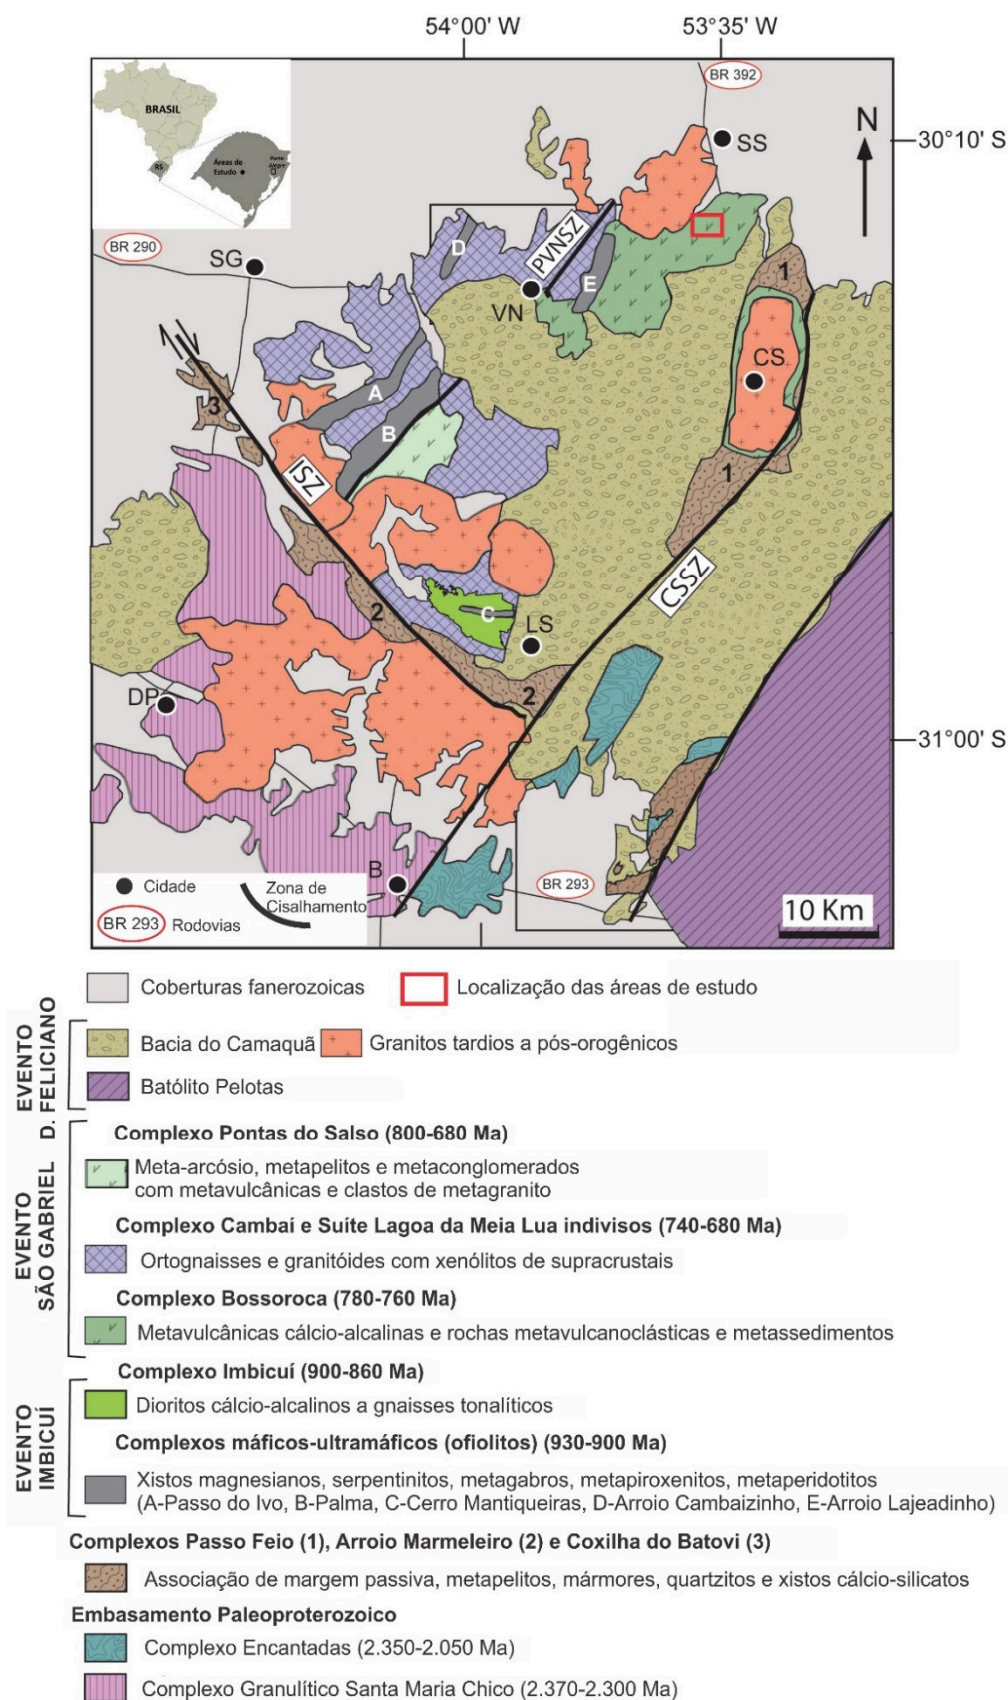 54°00' W
53°35' W
BR 392
BRASIL
RS
Áreas de
Estudo
Porto
Alegre
N
SS
30°10' S
BR 290
SG
D
PVNSZ
E
VN
1
CS
A
B
3
ISZ
1
CSSZ
C
2
LS
2
DP
31°00' S
B
BR 293
Cidade
Zona de
Cisalhamento
BR 293
Rodovias
10 Km
Coberturas fanerozoicas
Localização das áreas de estudo
EVENTO
D. FELICIANO
Bacia do Camaquã
Granitos tardios a pós-orogênicos
Batólito Pelotas
EVENTO
SÃO GABRIEL
Complexo Pontas do Salso (800-680 Ma)
Meta-arcósio, metapelitos e metaconglomerados
com metavulcânicas e clastos de metagranito
Complexo Cambaí e Suíte Lagoa da Meia Lua indivisos (740-680 Ma)
Ortognaisses e granitóides com xenólitos de supracrustais
Complexo Bossoroca (780-760 Ma)
Metavulcânicas cálcio-alcalinas e rochas metavulcanoclásticas e metassedimentos
EVENTO
IMBICUÍ
Complexo Imbicuí (900-860 Ma)
Dioritos cálcio-alcalinos a gnaisses tonalíticos
Complexos máficos-ultramáficos (ofiolitos) (930-900 Ma)
Xistos magnesianos, serpentinitos, metagabros, metapiroxenitos, metaperidotitos
(A-Passo do Ivo, B-Palma, C-Cerro Mantiqueiras, D-Arroio Cambaizinho, E-Arroio Lajeadinho)
Complexos Passo Feio (1), Arroio Marmeleiro (2) e Coxilha do Batovi (3)
Associação de margem passiva, metapelitos, mármores, quartzitos e xistos cálcio-silicatos
Embasamento Paleoproterozoico
Complexo Encantadas (2.350-2.050 Ma)
Complexo Granulítico Santa Maria Chico (2.370-2.300 Ma)